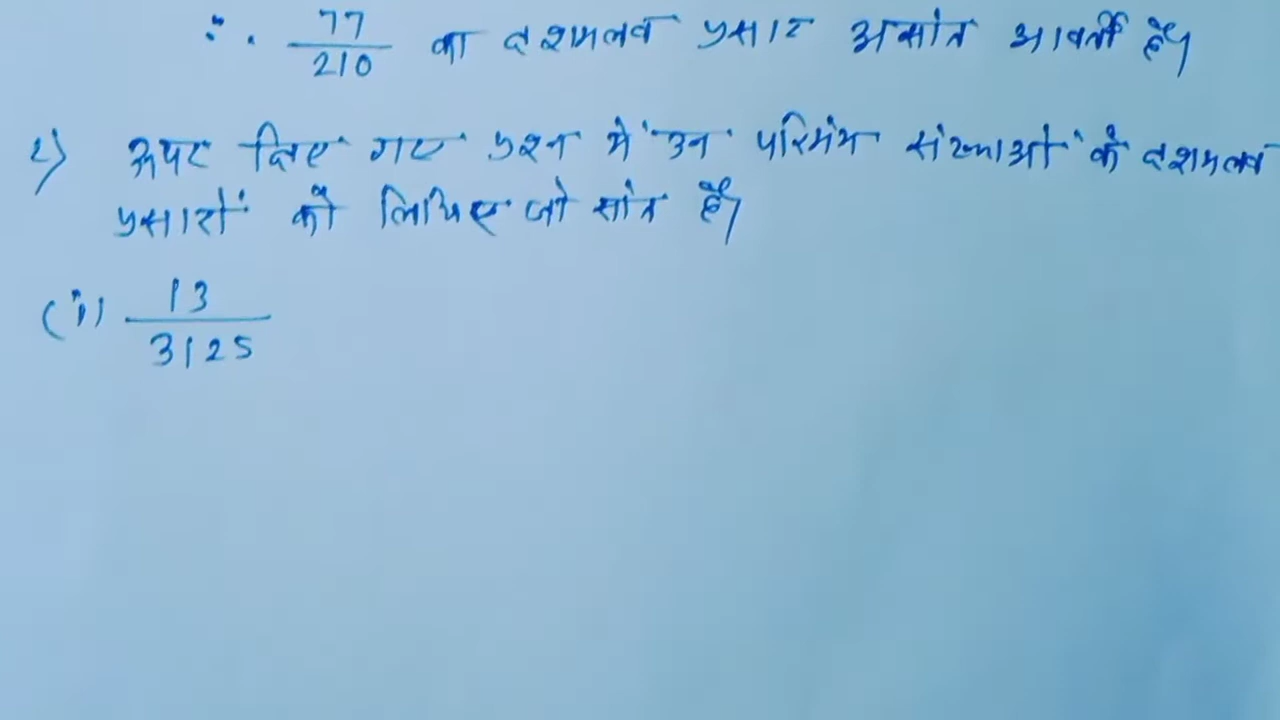 ∴ 77/210 का दशमलव प्रसार असांत आवर्ती है।
2) ऊपर दिए गए प्रश्न में उन परिमेय संख्याओं के दशमलव
प्रसारों को लिखिए जो सांत हैं।
(i) 13/3125